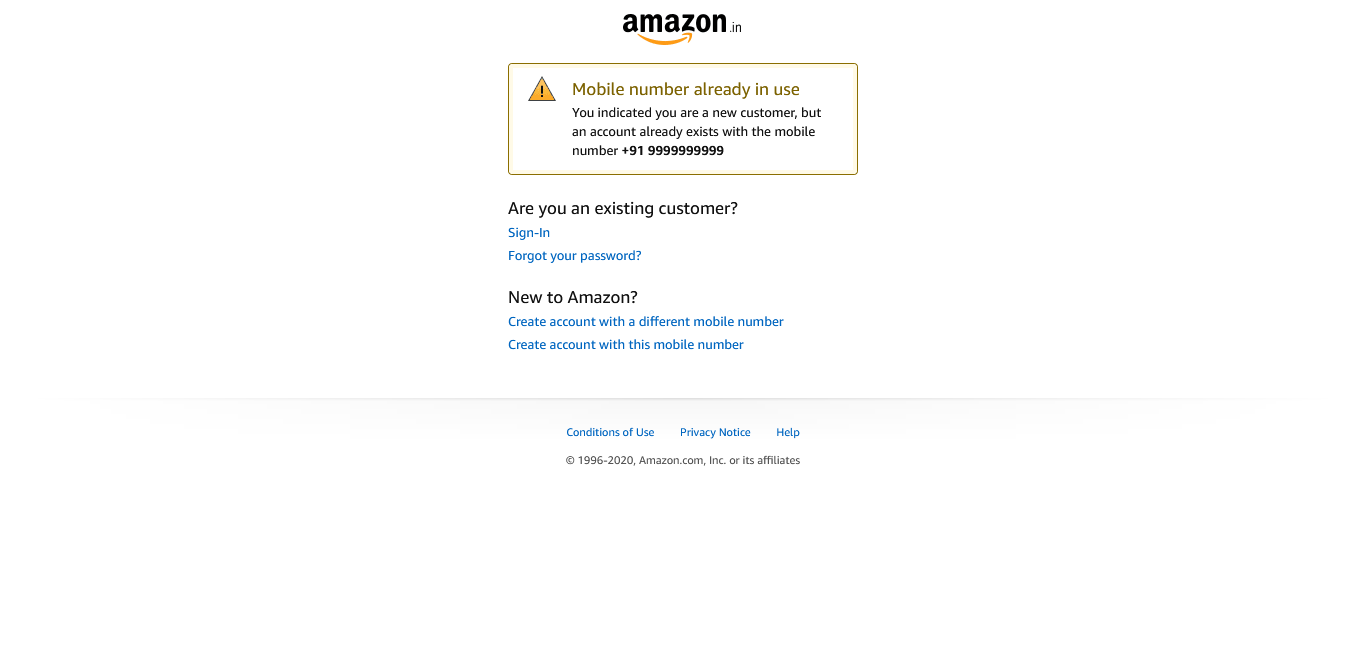 amazon.in
Mobile number already in use
You indicated you are a new customer, but
an account already exists with the mobile
number +91 9999999999
Are you an existing customer?
Sign-In
Forgot your password?
New to Amazon?
Create account with a different mobile number
Create account with this mobile number
Conditions of Use Privacy Notice Help
© 1996-2020, Amazon.com, Inc. or its affiliates